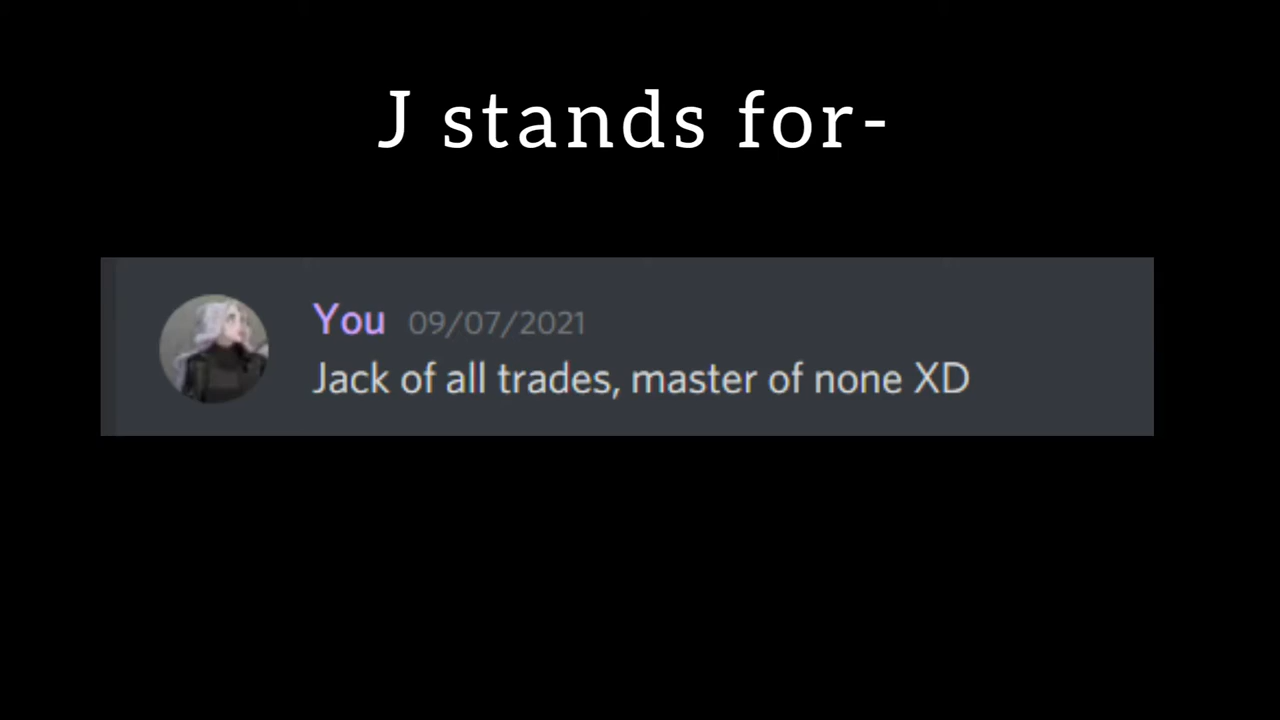 J stands for-
You 09/07/2021
Jack of all trades, master of none XD